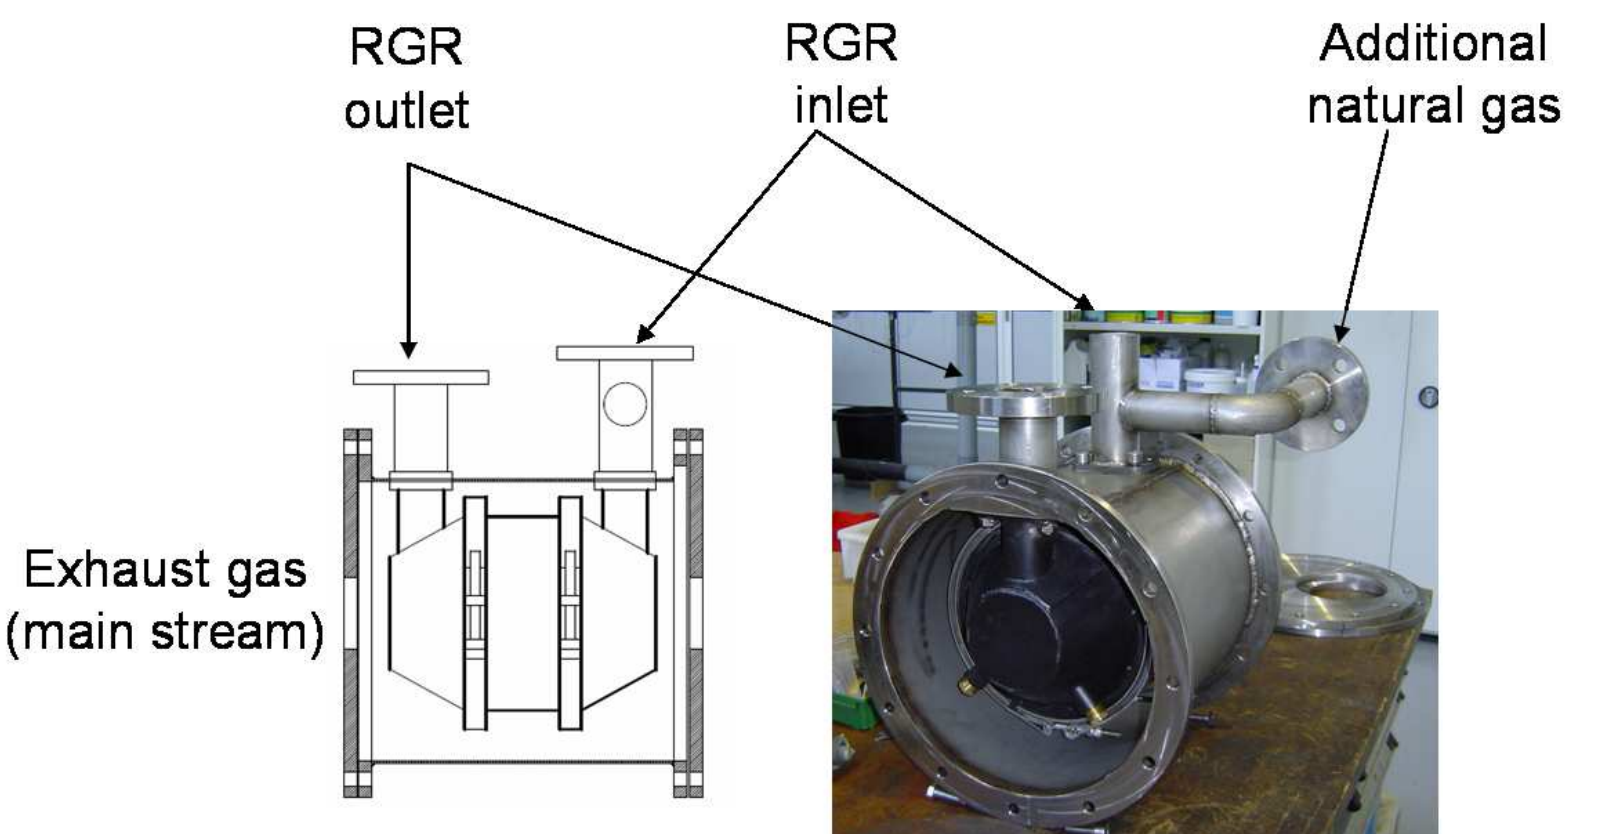 RGR
outlet
RGR
inlet
Additional
natural gas
Exhaust gas
(main stream)